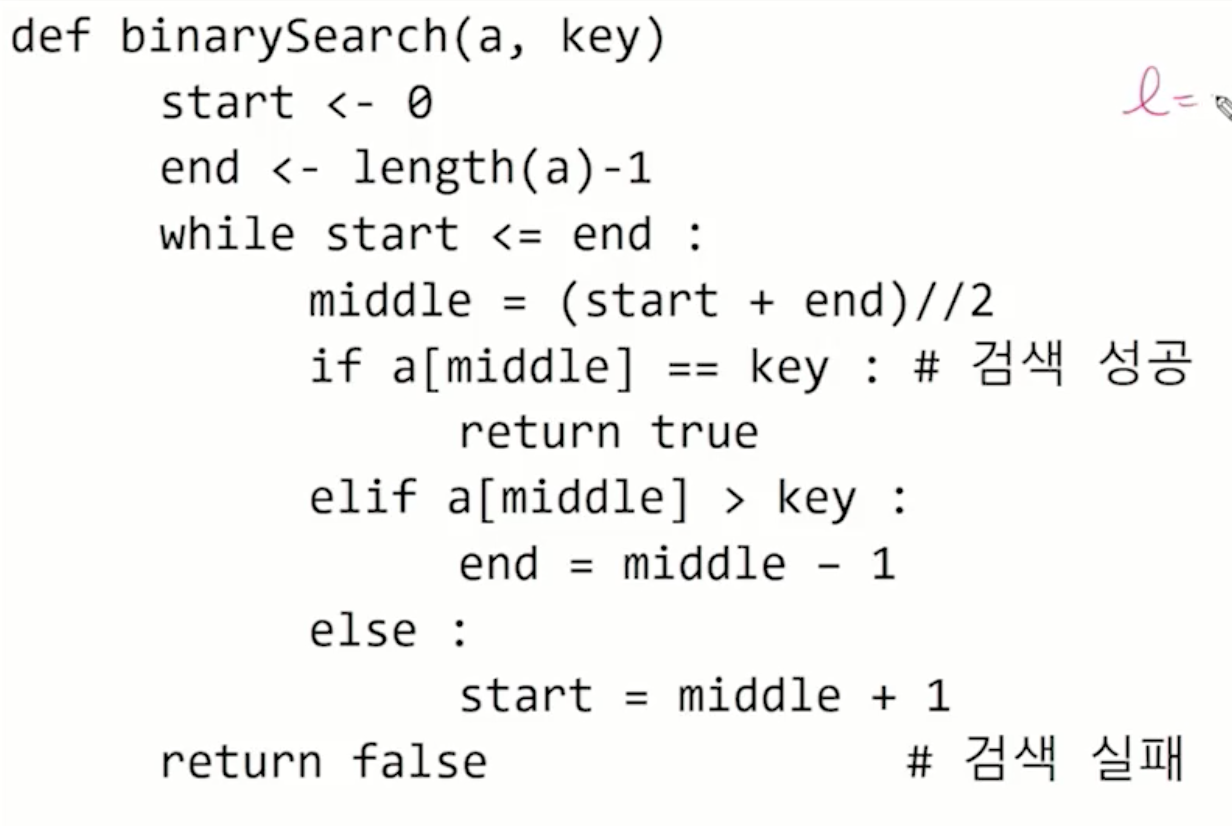 def binarySearch(a, key)
start <- 0
l=
end <- length(a)-1
while start <= end :
middle = (start + end)//2
if a[middle] == key : # 검색 성공
return true
elif a[middle] > key :
end = middle – 1
else :
start = middle + 1
return false # 검색 실패